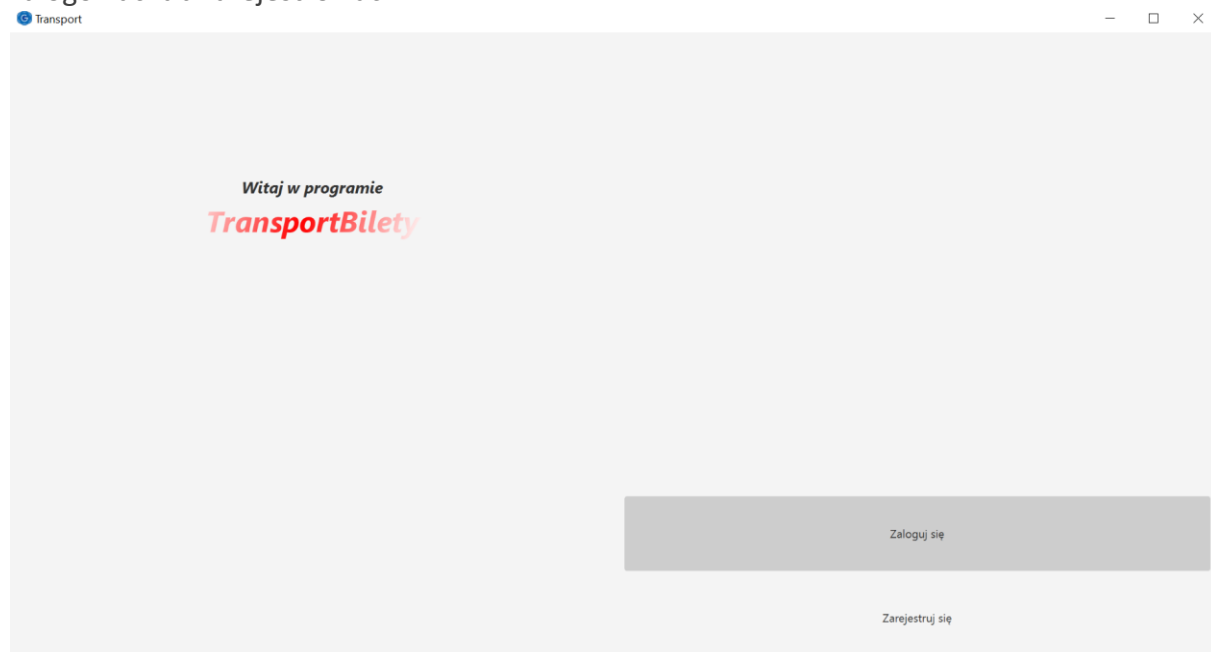 Transport
Witaj w programie
TransportBilety
Zaloguj się
Zarejestruj się